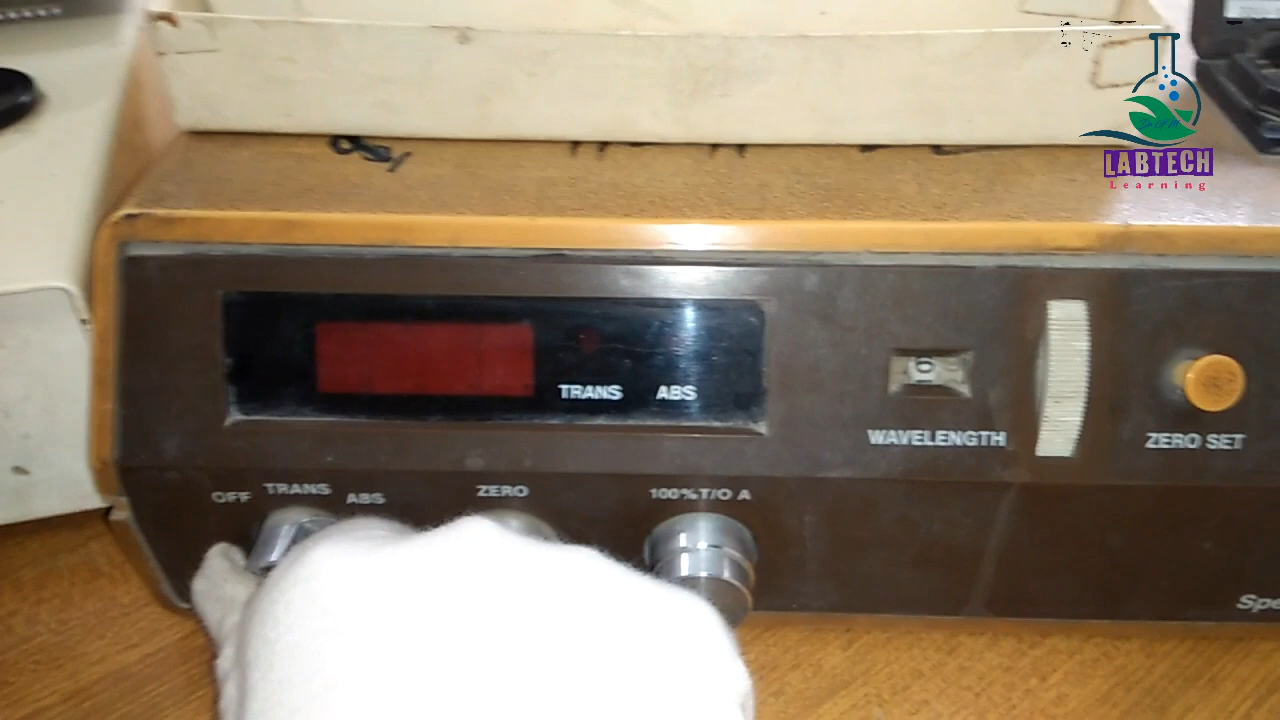 LABTECH
Learning
TRANS ABS
WAVELENGTH
ZERO SET
OFF TRANS ABS
ZERO
100%T/O A